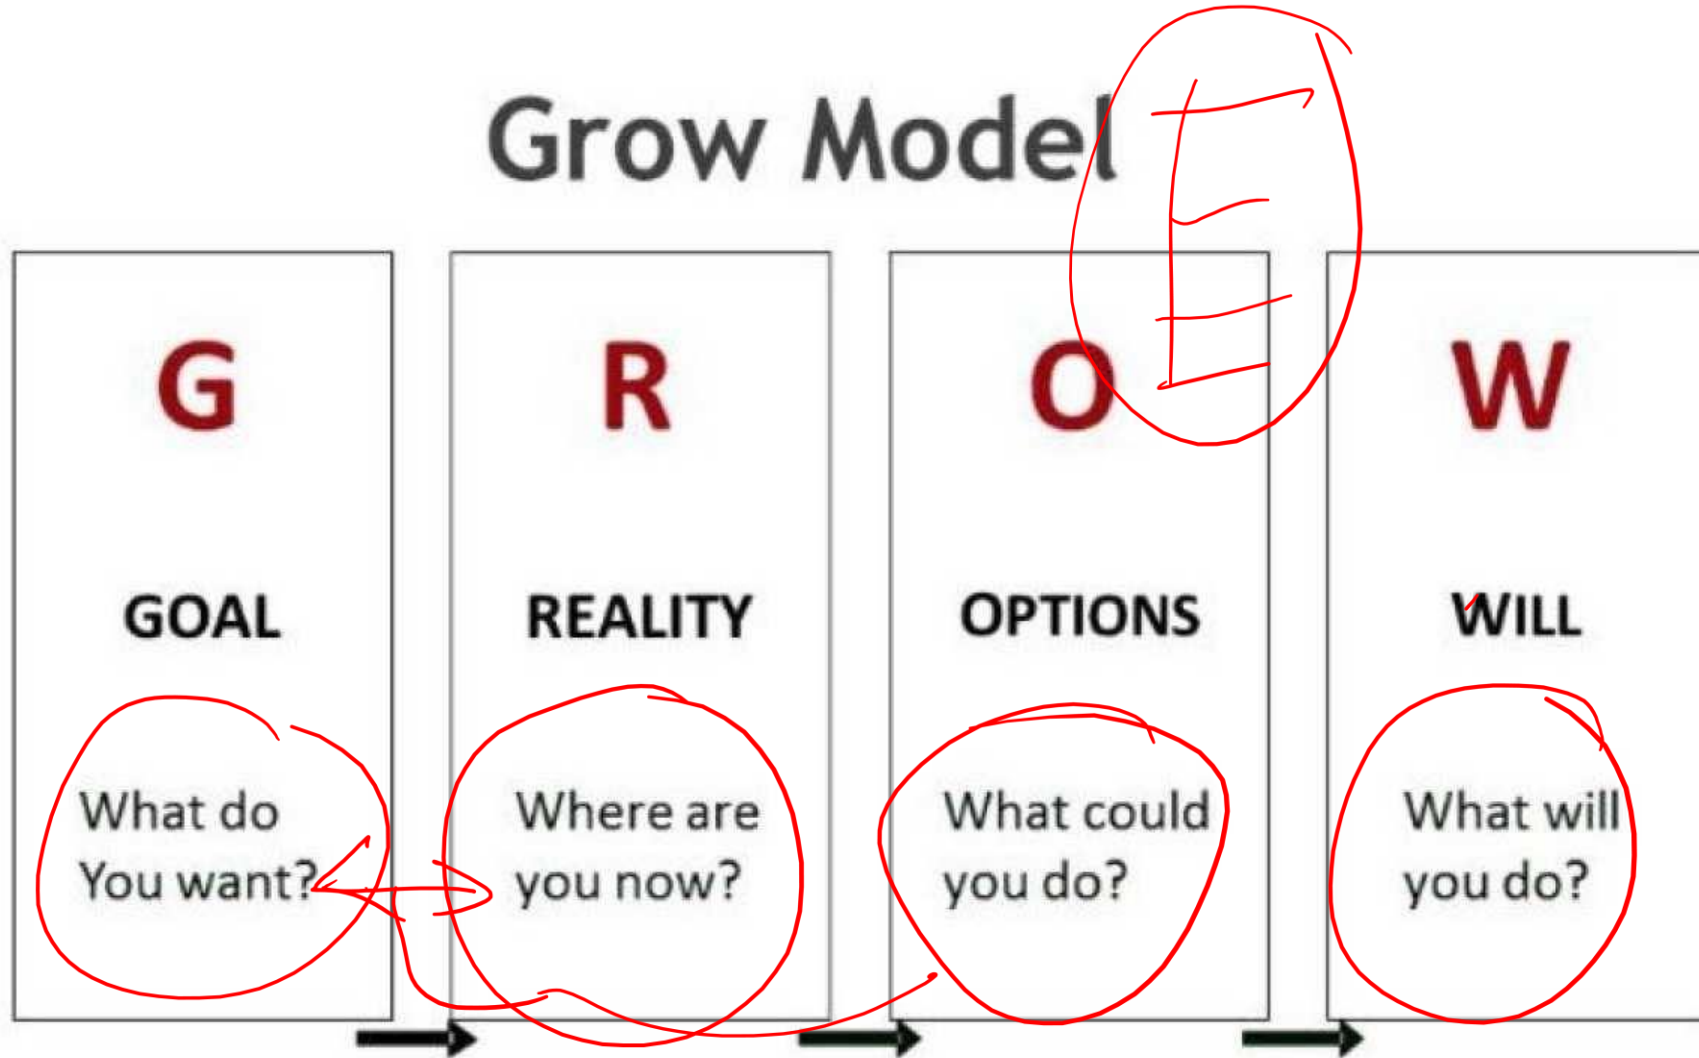 Grow Model
G
R
O
W
GOAL
REALITY
OPTIONS
WILL
What do
You want?
Where are
you now?
What could
you do?
What will
you do?